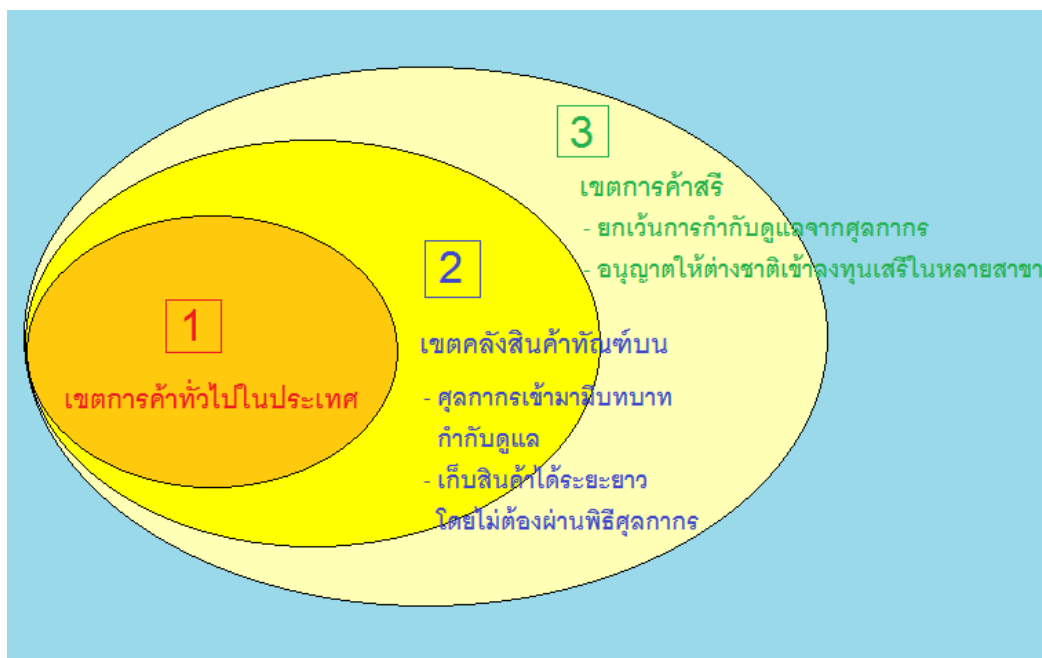 3
เขตการค้าสรี
- ยกเว้นการกำกับดูแลจากศุลกากร
- อนุญาตให้ต่างชาติเข้าลงทุนเสรีในหลายสาขา
2
เขตคลังสินค้าทัณฑ์บน
- ศุลกากรเข้ามามีบทบาท
กำกับดูแล
- เก็บสินค้าได้ระยะยาว
โดยไม่ต้องผ่านพิธีศุลกากร
1
เขตการค้าทั่วไปในประเทศ